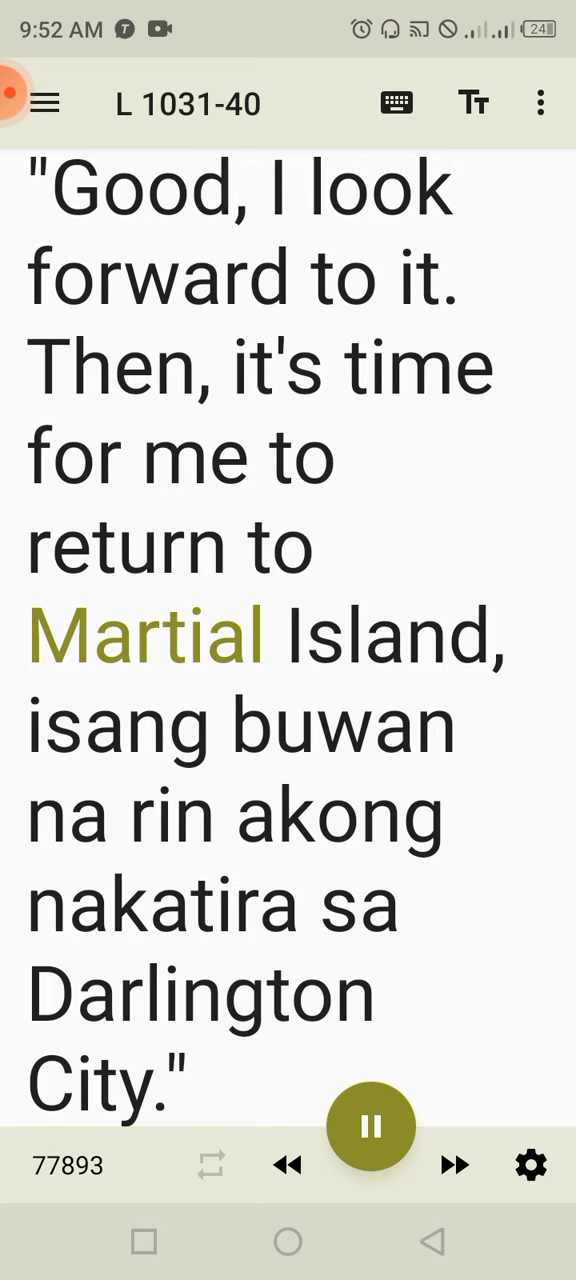 9:52 AM
24
L 1031-40
"Good, I look
forward to it.
Then, it's time
for me to
return to
Martial Island,
isang buwan
na rin akong
nakatira sa
Darlington
City."
77893